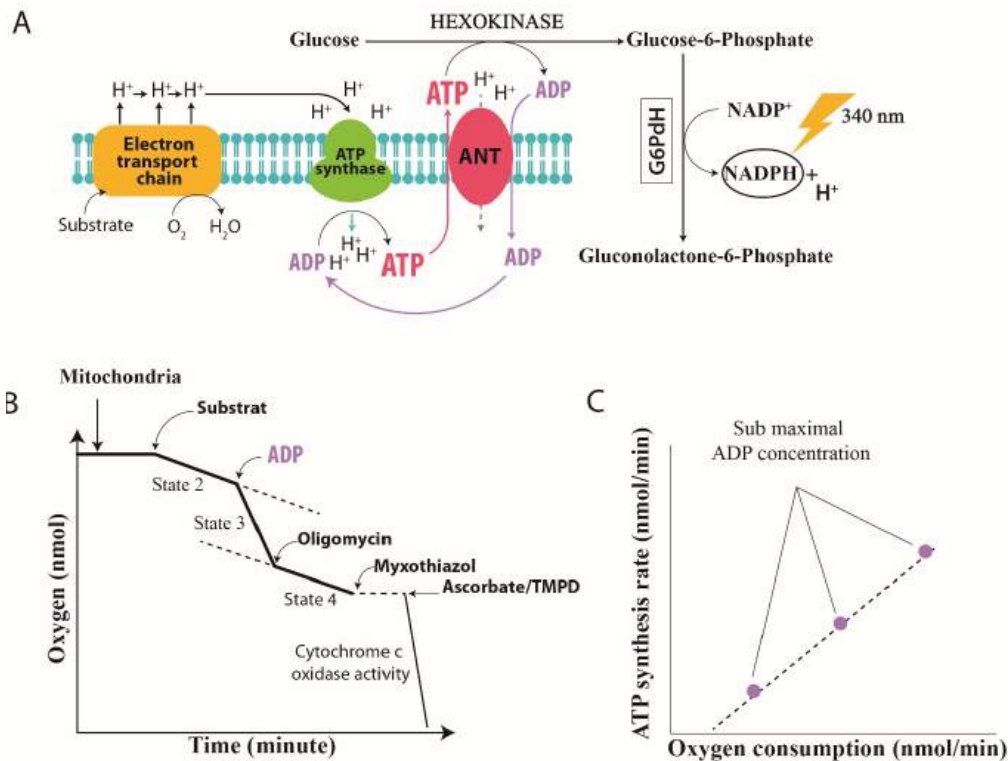 A
HEXOKINASE
Glucose
Glucose-6-Phosphate
H⁺ H⁺ H⁺
H⁺
H⁺
H⁺
ATP
H⁺
H⁺
ADP
G6PdH
NADP⁺
340 nm
NADPH
+
H⁺
Electron
transport
chain
ATP
synthase
ANT
Substrate
O₂
H₂O
ADP
H⁺
H⁺
H⁺
ATP
ADP
Gluconolactone-6-Phosphate
B
Mitochondria
Substrat
ADP
State 2
State 3
Oligomycin
Myxothiazol
Ascorbate/TMPD
State 4
Cytochrome c
oxidase activity
Oxygen (nmol)
Time (minute)
C
Sub maximal
ADP concentration
ATP synthesis rate (nmol/min)
Oxygen consumption (nmol/min)